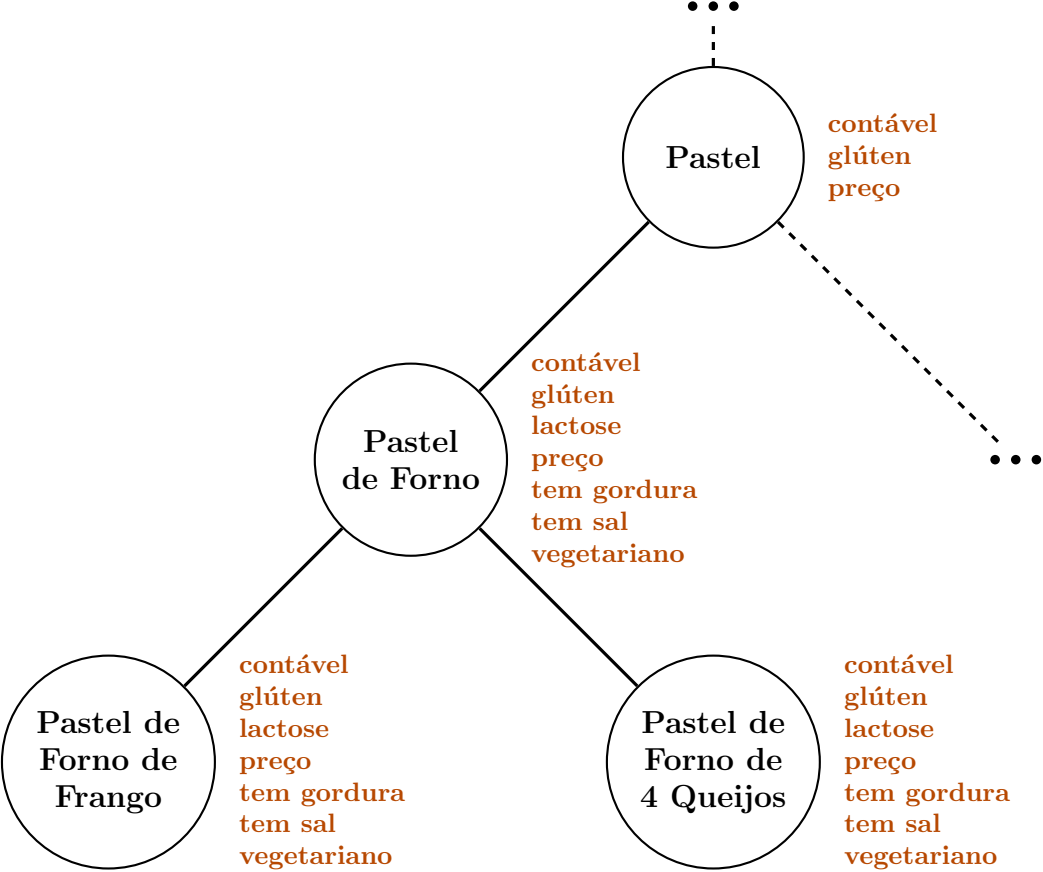 Pastel
contável
glúten
preço
Pastel
de Forno
contável
glúten
lactose
preço
tem gordura
tem sal
vegetariano
Pastel de
Forno de
Frango
contável
glúten
lactose
preço
tem gordura
tem sal
vegetariano
Pastel de
Forno de
4 Queijos
contável
glúten
lactose
preço
tem gordura
tem sal
vegetariano